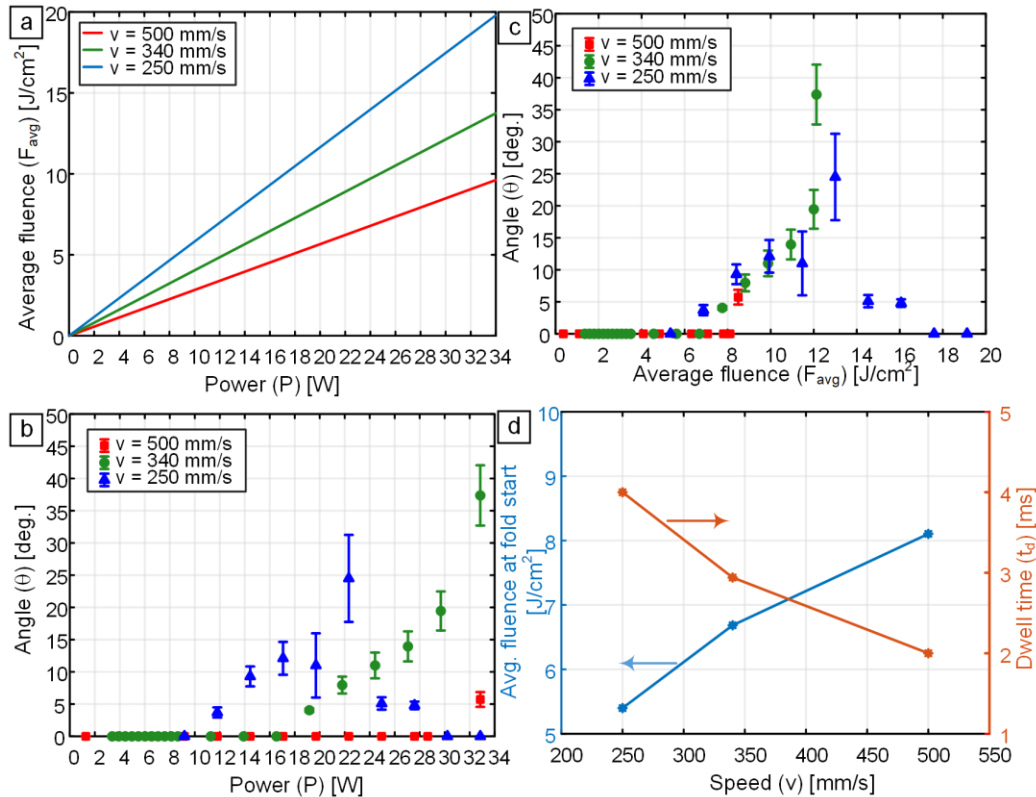 a
20
15
10
5
0
v = 500 mm/s
v = 340 mm/s
v = 250 mm/s
Average fluence (Favg) [J/cm2]
0 2 4 6 8 10 12 14 16 18 20 22 24 26 28 30 32 34
Power (P) [W]
c
50
45
40
35
30
25
20
15
10
5
0
v = 500 mm/s
v = 340 mm/s
v = 250 mm/s
Angle (θ) [deg.]
0 2 4 6 8 10 12 14 16 18 20
Average fluence (Favg) [J/cm2]
b
50
45
40
35
30
25
20
15
10
5
0
v = 500 mm/s
v = 340 mm/s
v = 250 mm/s
Angle (θ) [deg.]
0 2 4 6 8 10 12 14 16 18 20 22 24 26 28 30 32 34
Power (P) [W]
d
10
9
8
7
6
5
Avg. fluence at fold start
[J/cm2]
5
4
3
2
1
Dwell time (td) [ms]
200 250 300 350 400 450 500 550
Speed (v) [mm/s]